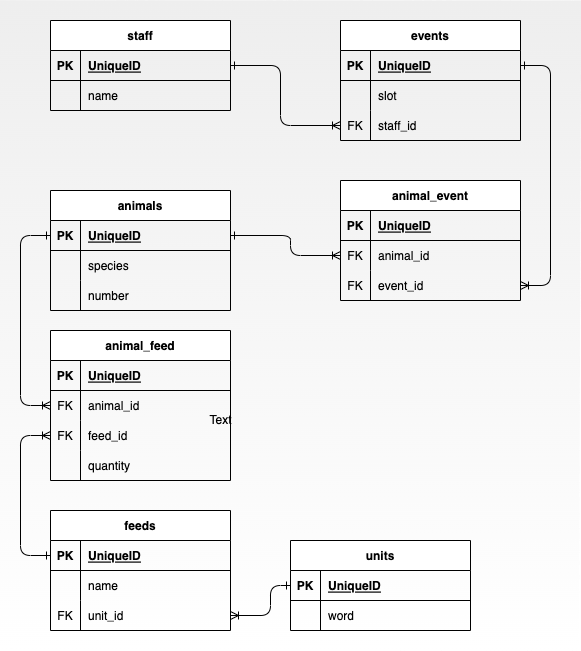 staff
PK UniqueID
name
events
PK UniqueID
slot
FK staff_id
animals
PK UniqueID
species
number
animal_event
PK UniqueID
FK animal_id
FK event_id
animal_feed
PK UniqueID
FK animal_id
Text
FK feed_id
quantity
feeds
PK UniqueID
name
FK unit_id
units
PK UniqueID
word